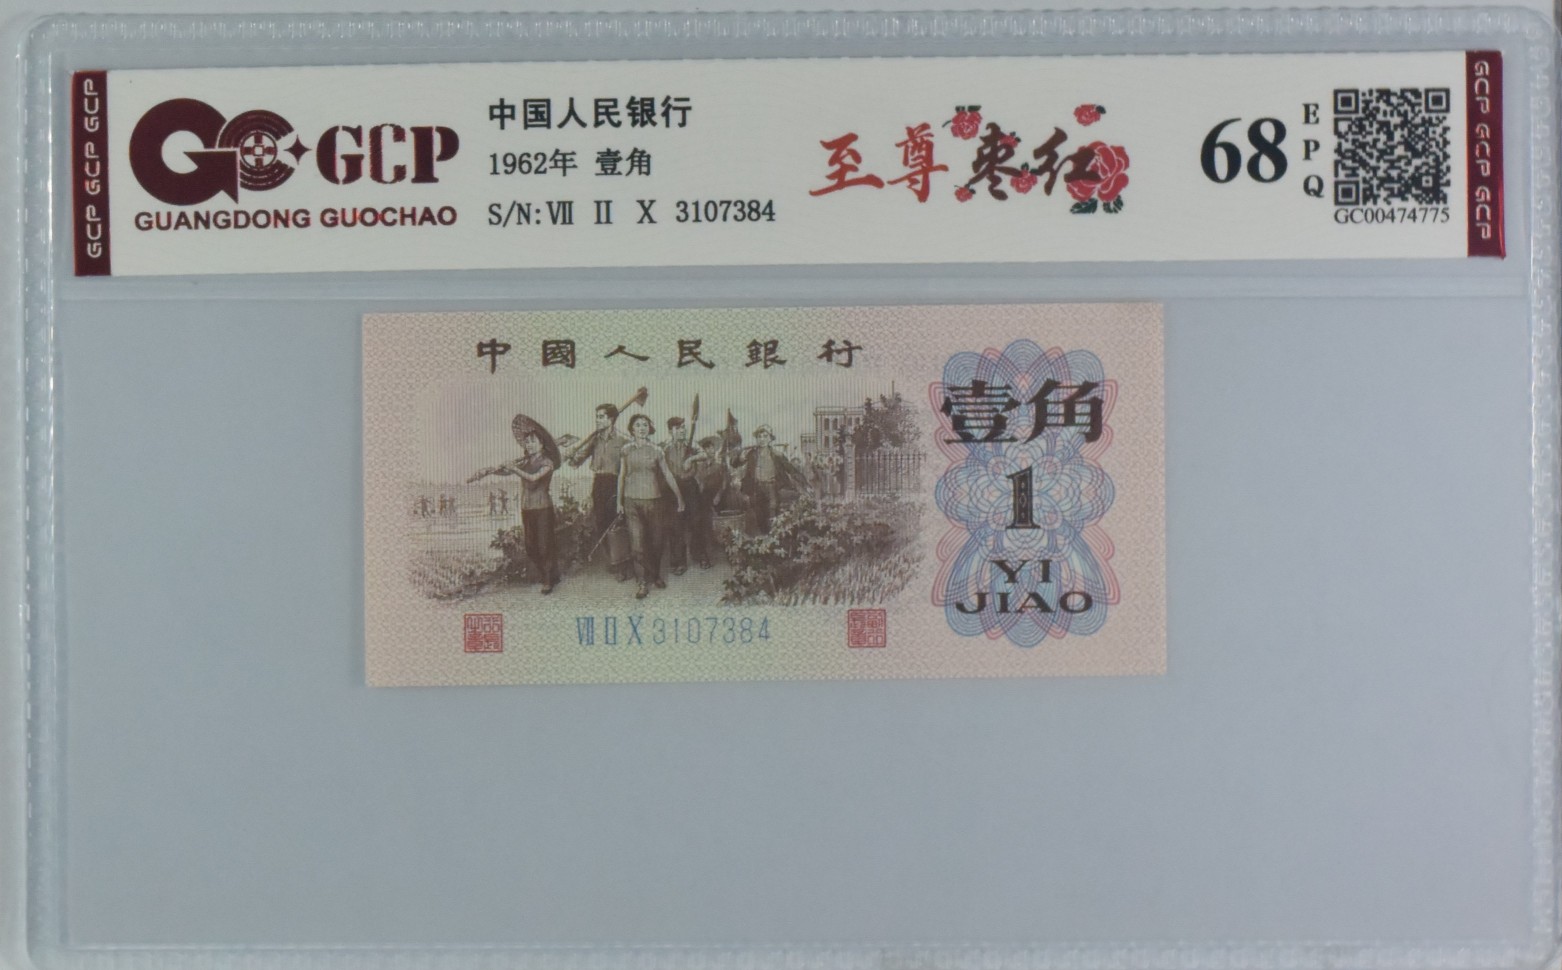 GCP GCP GCP
GCP
GUANGDONG GUOCHAO
中国人民银行
1962年 壹角
S/N: Ⅶ Ⅱ Ⅹ 3107384
至尊枣红
68
EPQ
GC00474775
GCP GCP GCP
中國人民銀行
壹角
1
YI
JIAO
Ⅶ Ⅱ Ⅹ 3107384